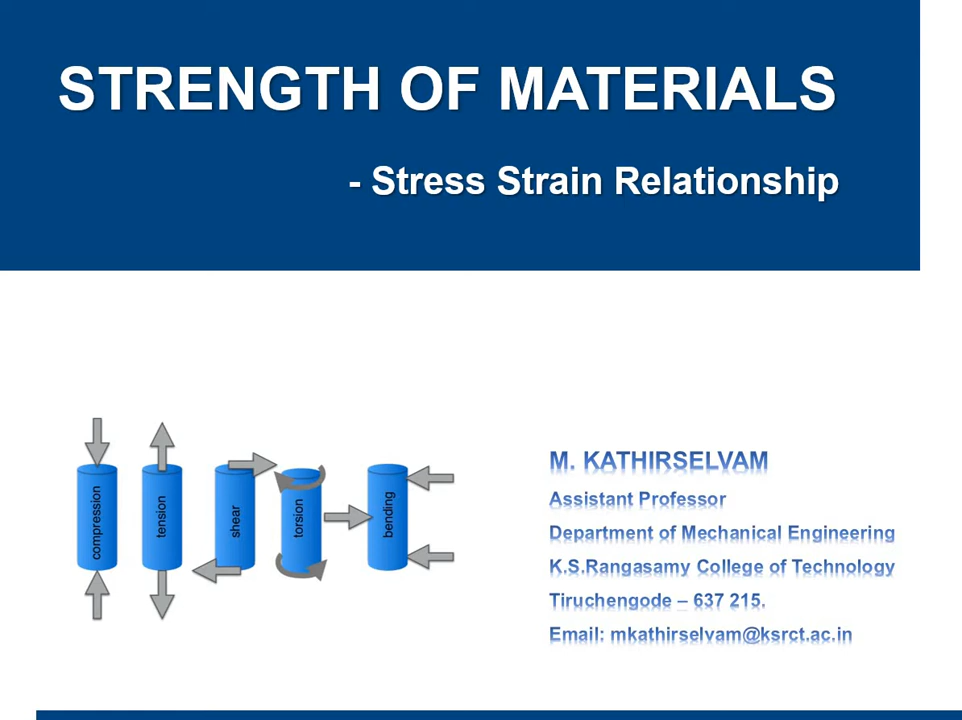 STRENGTH OF MATERIALS
- Stress Strain Relationship
compression
tension
shear
torsion
bending
M. KATHIRSELVAM
Assistant Professor
Department of Mechanical Engineering
K.S.Rangasamy College of Technology
Tiruchengode – 637 215.
Email: mkathirselvam@ksrct.ac.in